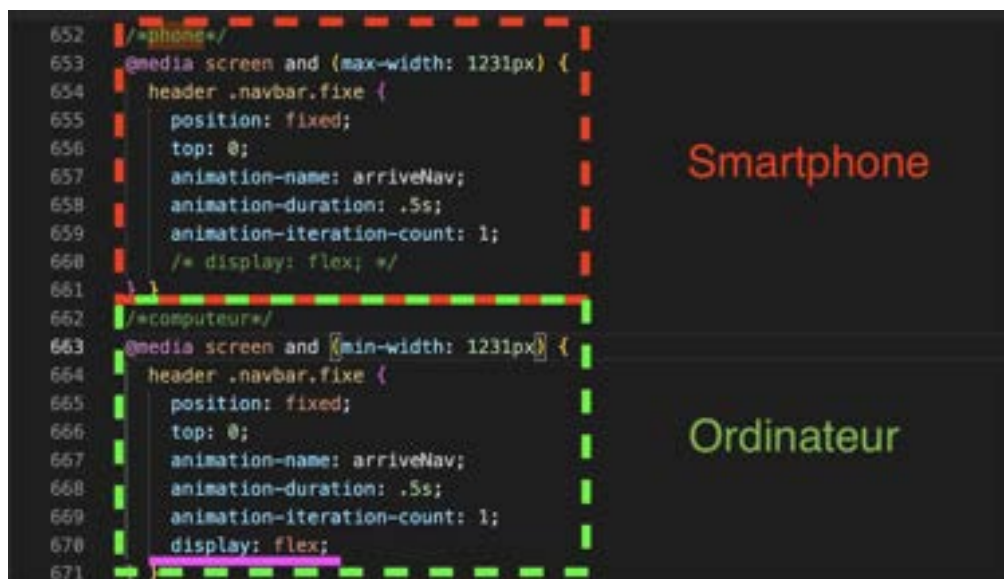 652 /*phone*/
653 @media screen and (max-width: 1231px) {
654 header .navbar.fixe {
655 position: fixed;
656 top: 0;
657 animation-name: arriveNav;
658 animation-duration: .5s;
659 animation-iteration-count: 1;
660 /* display: flex; */
661 } }
Smartphone
662 /*computeur*/
663 @media screen and (min-width: 1231px) {
664 header .navbar.fixe {
665 position: fixed;
666 top: 0;
667 animation-name: arriveNav;
668 animation-duration: .5s;
669 animation-iteration-count: 1;
670 display: flex;
671 }
Ordinateur